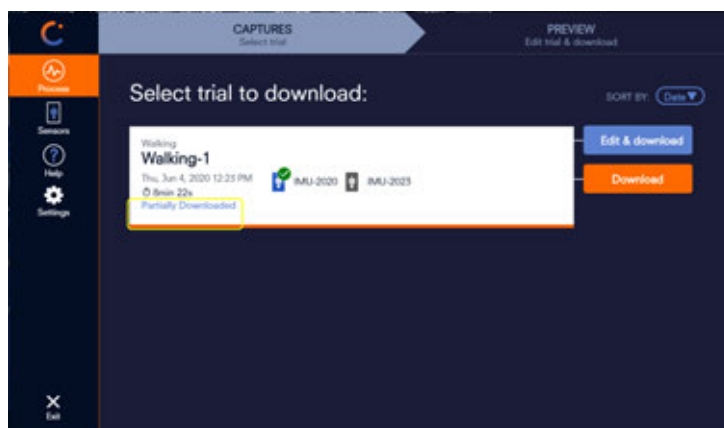 CAPTURES
Select trial
PREVIEW
Edit trial & download
Process
Sensors
Help
Settings
Exit
Select trial to download:
SORT BY: Date
Walking
Walking-1
Thu, Jun 4, 2020 12:23 PM
0min 22s
Partially Downloaded
IMU-2020
IMU-2023
Edit & download
Download